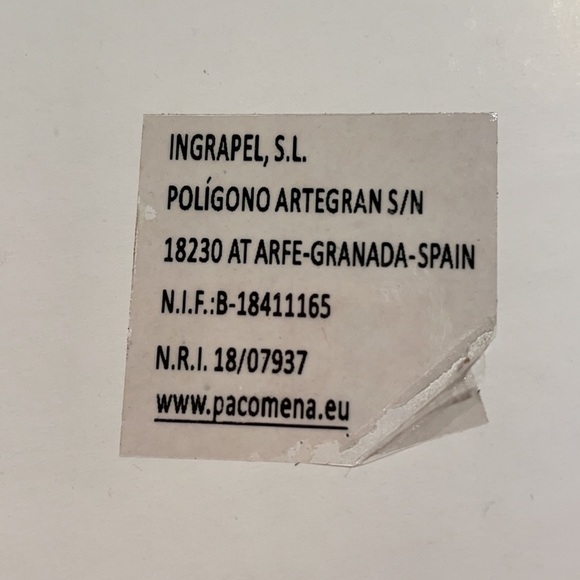 INGRAPEL, S.L.
POLÍGONO ARTEGRAN S/N
18230 AT ARFE-GRANADA-SPAIN
N.I.F.:B-18411165
N.R.I. 18/07937
www.pacomena.eu